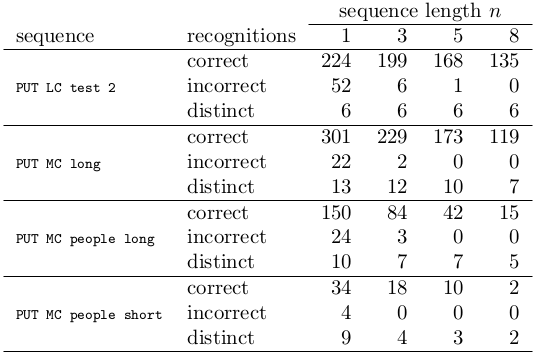 sequence length n
sequence recognitions 1 3 5 8
correct 224 199 168 135
PUT LC test 2 incorrect 52 6 1 0
distinct 6 6 6 6
correct 301 229 173 119
PUT MC long incorrect 22 2 0 0
distinct 13 12 10 7
correct 150 84 42 15
PUT MC people long incorrect 24 3 0 0
distinct 10 7 7 5
correct 34 18 10 2
PUT MC people short incorrect 4 0 0 0
distinct 9 4 3 2